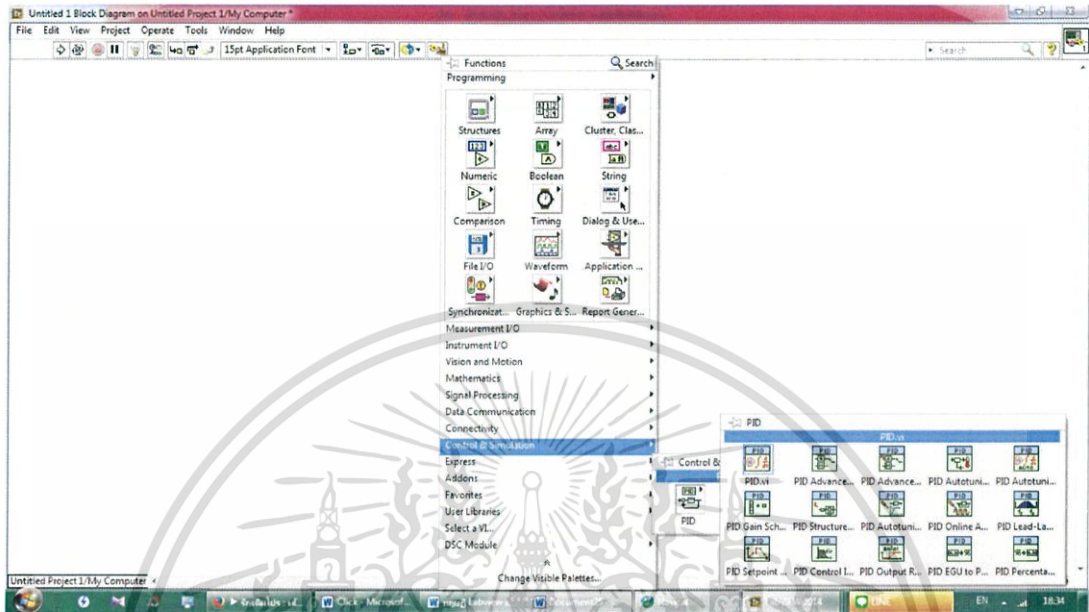 Untitled 1 Block Diagram on Untitled Project 1/My Computer *
File Edit View Project Operate Tools Window Help
15pt Application Font
Search
Functions Search
Programming
Structures Array Cluster, Clas...
Numeric Boolean String
Comparison Timing Dialog & Use...
File I/O Waveform Application ...
Synchronizat... Graphics & S... Report Gener...
Measurement I/O
Instrument I/O
Vision and Motion
Mathematics
Signal Processing
Data Communication
Connectivity
Control & Simulation
Express
Addons
Favorites
User Libraries
Select a VI...
DSC Module
Change Visible Palettes...
Control &
PID
PID
PID.vi
PID.vi PID Advance... PID Advance... PID Autotuni... PID Autotuni...
PID Gain Sch... PID Structure... PID Autotuni... PID Online A... PID Lead-La...
PID Setpoint ... PID Control I... PID Output R... PID EGU to P... PID Percenta...
Untitled Project 1/My Computer
Click - Microsof...
LINE
EN
18:34